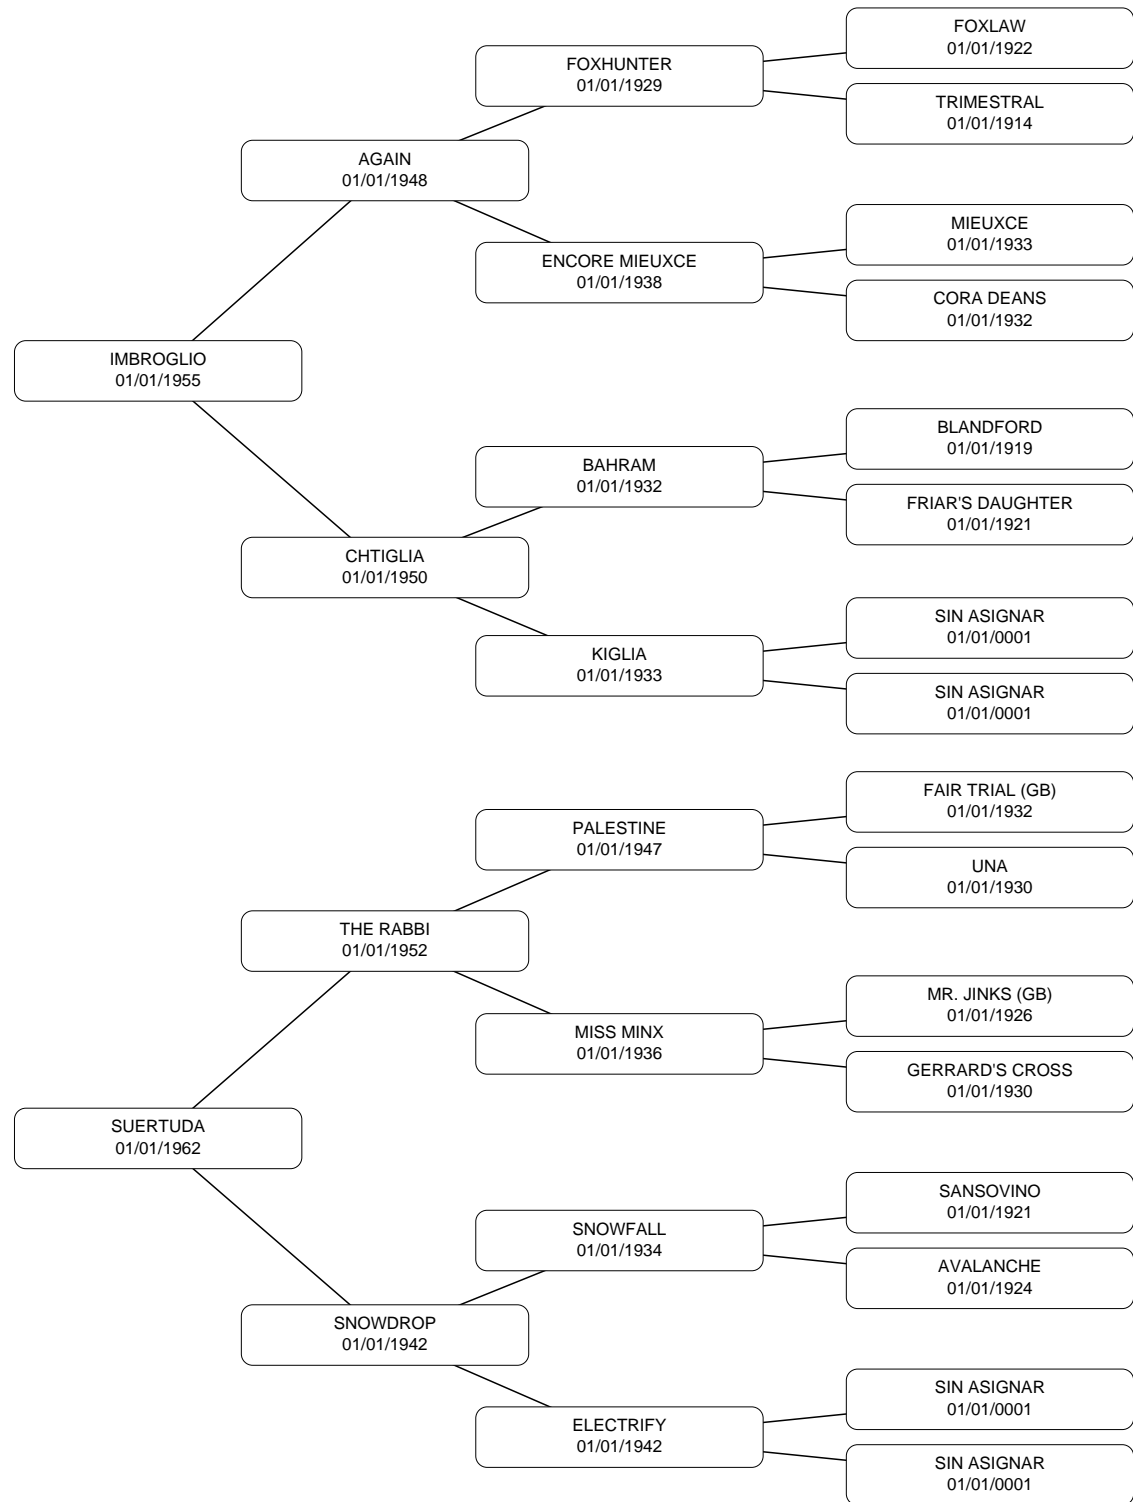 FOXLAW
01/01/1922
FOXHUNTER
01/01/1929
TRIMESTRAL
01/01/1914
AGAIN
01/01/1948
MIEUXCE
01/01/1933
ENCORE MIEUXCE
01/01/1938
CORA DEANS
01/01/1932
IMBROGLIO
01/01/1955
BLANDFORD
01/01/1919
BAHRAM
01/01/1932
FRIAR'S DAUGHTER
01/01/1921
CHTIGLIA
01/01/1950
SIN ASIGNAR
01/01/0001
KIGLIA
01/01/1933
SIN ASIGNAR
01/01/0001
FAIR TRIAL (GB)
01/01/1932
PALESTINE
01/01/1947
UNA
01/01/1930
THE RABBI
01/01/1952
MR. JINKS (GB)
01/01/1926
MISS MINX
01/01/1936
GERRARD'S CROSS
01/01/1930
SUERTUDA
01/01/1962
SANSOVINO
01/01/1921
SNOWFALL
01/01/1934
AVALANCHE
01/01/1924
SNOWDROP
01/01/1942
SIN ASIGNAR
01/01/0001
ELECTRIFY
01/01/1942
SIN ASIGNAR
01/01/0001